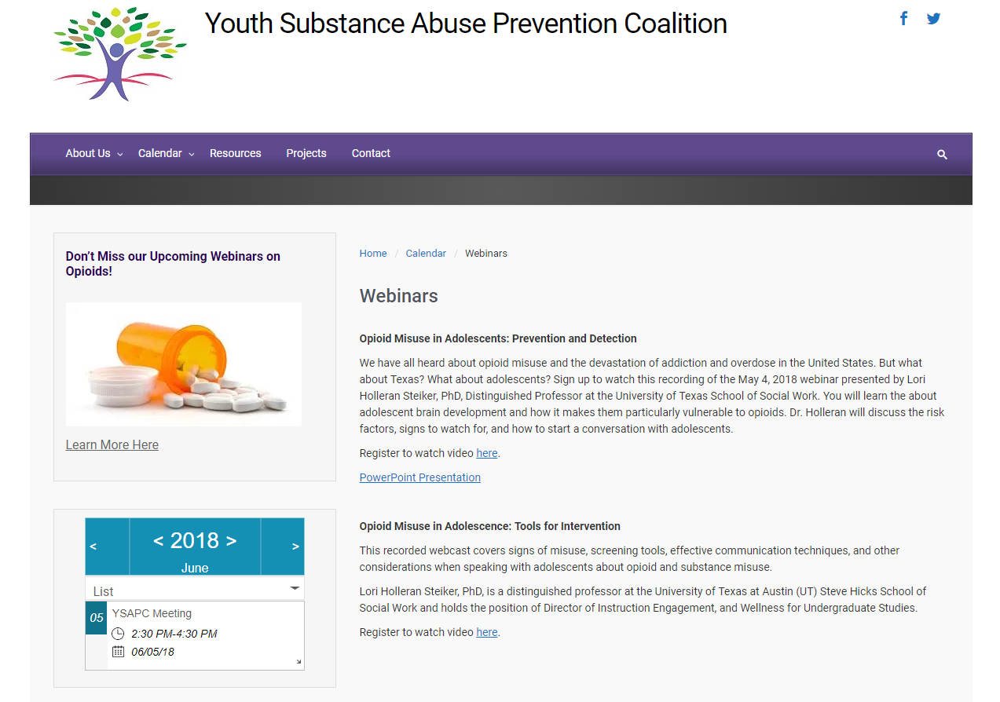 Youth Substance Abuse Prevention Coalition
About Us
Calendar
Resources
Projects
Contact
Don't Miss our Upcoming Webinars on
Opioids!
Learn More Here
< < 2018 > >
June
List
05 YSAPC Meeting
2:30 PM-4:30 PM
06/05/18
Home / Calendar / Webinars
Webinars
Opioid Misuse in Adolescents: Prevention and Detection
We have all heard about opioid misuse and the devastation of addiction and overdose in the United States. But what
about Texas? What about adolescents? Sign up to watch this recording of the May 4, 2018 webinar presented by Lori
Holleran Steiker, PhD, Distinguished Professor at the University of Texas School of Social Work. You will learn the about
adolescent brain development and how it makes them particularly vulnerable to opioids. Dr. Holleran will discuss the risk
factors, signs to watch for, and how to start a conversation with adolescents.
Register to watch video here.
PowerPoint Presentation
Opioid Misuse in Adolescence: Tools for Intervention
This recorded webcast covers signs of misuse, screening tools, effective communication techniques, and other
considerations when speaking with adolescents about opioid and substance misuse.
Lori Holleran Steiker, PhD, is a distinguished professor at the University of Texas at Austin (UT) Steve Hicks School of
Social Work and holds the position of Director of Instruction Engagement, and Wellness for Undergraduate Studies.
Register to watch video here.